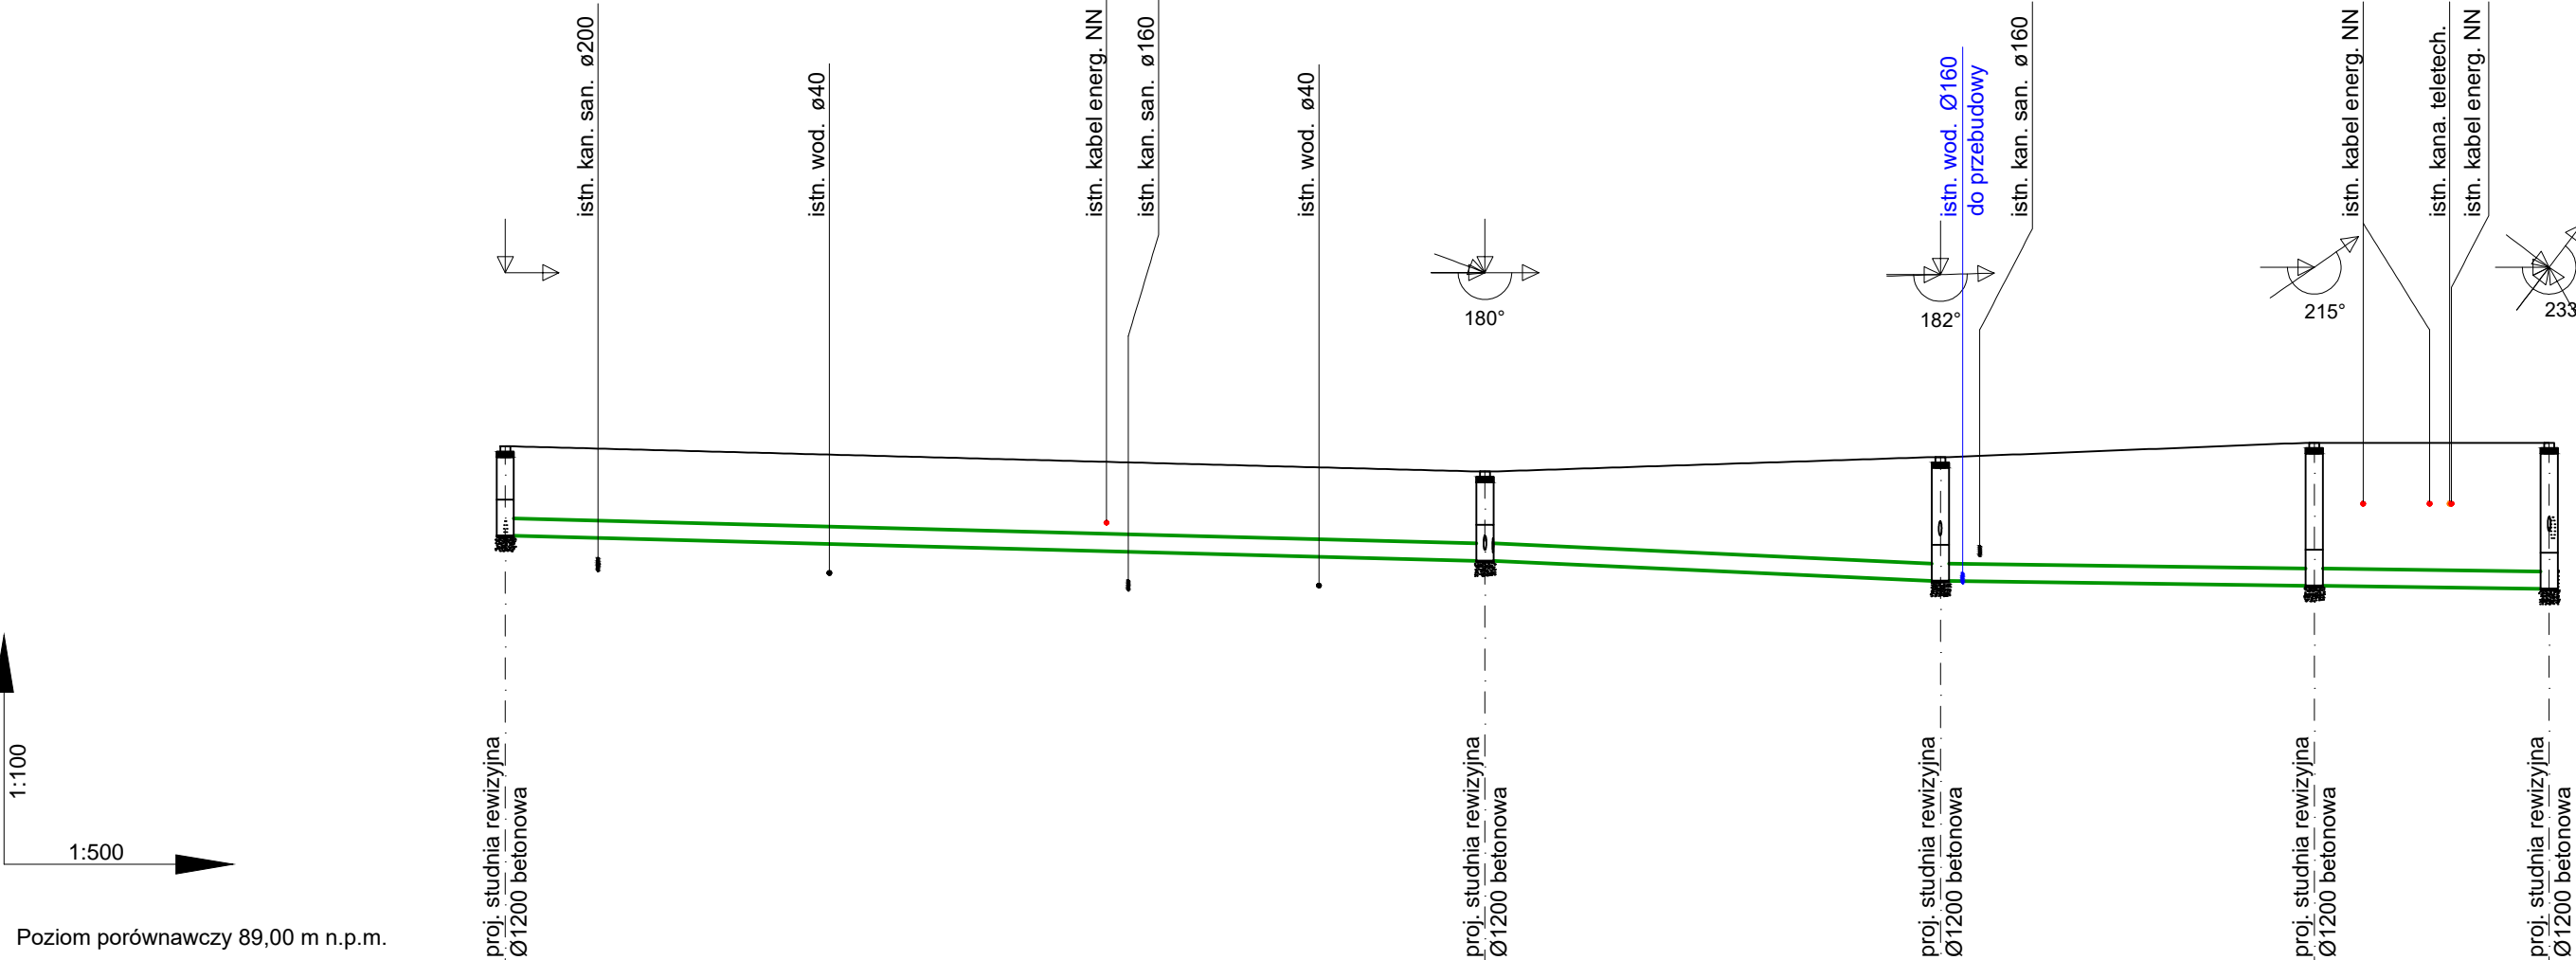 istn. kan. san. ø200
istn. wod. ø40
istn. kabel energ. NN
istn. kan. san. ø160
istn. wod. ø40
istn. wod. Ø160
do przebudowy
istn. kan. san. ø160
istn. kabel energ. NN
istn. kana. teletech.
istn. kabel energ. NN
180°
182°
215°
233
1:100
1:500
proj. studnia rewizyjna
Ø1200 betonowa
proj. studnia rewizyjna
Ø1200 betonowa
proj. studnia rewizyjna
Ø1200 betonowa
proj. studnia rewizyjna
Ø1200 betonowa
proj. studnia rewizyjna
Ø1200 betonowa
Poziom porównawczy 89,00 m n.p.m.